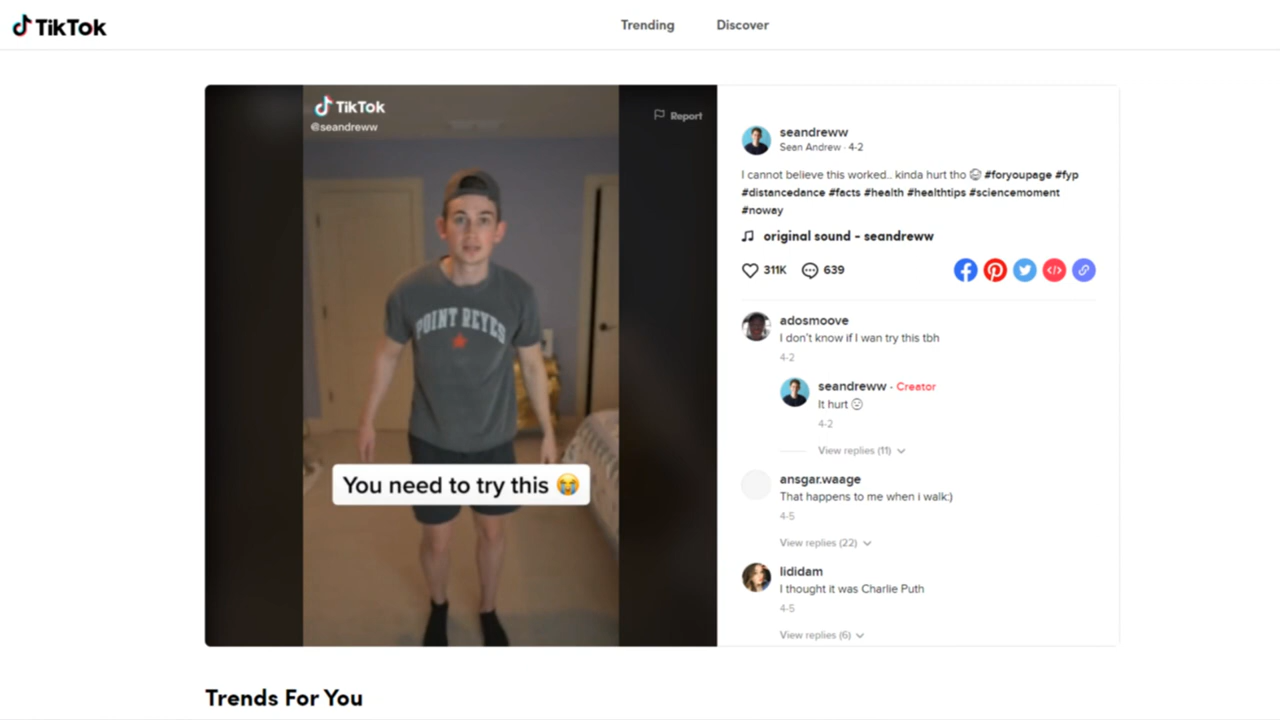 TikTok
Trending
Discover
TikTok
@seandreww
Report
POINT REYES
You need to try this 😭
seandreww
Sean Andrew · 4-2
I cannot believe this worked.. kinda hurt tho #foryoupage #fyp
#distancedance #facts #health #healthtips #sciencemoment
#noway
original sound - seandreww
311K
639
adosmoove
I don't know if I wan try this tbh
4-2
seandreww · Creator
It hurt
4-2
View replies (11)
ansgar.waage
That happens to me when i walk:)
4-5
View replies (22)
lididam
I thought it was Charlie Puth
4-5
View replies (6)
Trends For You